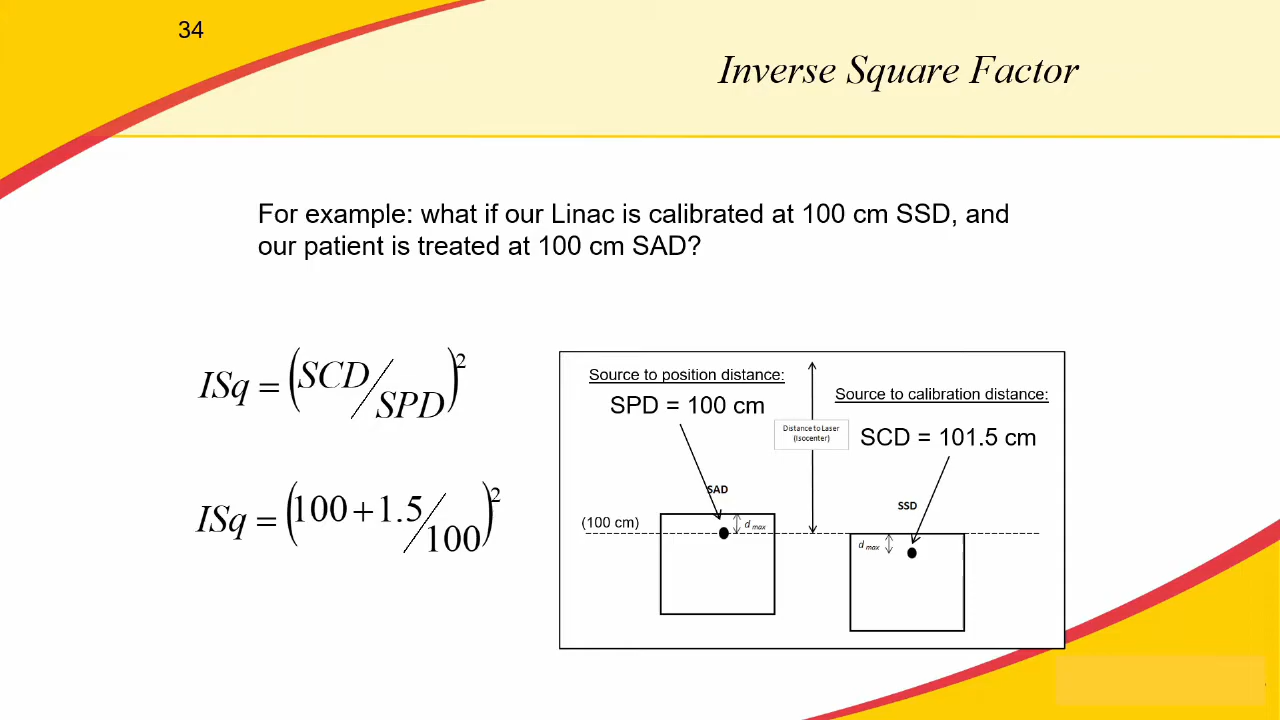 34
Inverse Square Factor
For example: what if our Linac is calibrated at 100 cm SSD, and
our patient is treated at 100 cm SAD?
ISq = (SCD/SPD)²
ISq = (100+1.5/100)²
Source to position distance:
SPD = 100 cm
Source to calibration distance:
SCD = 101.5 cm
Distance to Laser
(Isocenter)
SAD
SSD
(100 cm)
d max
d max